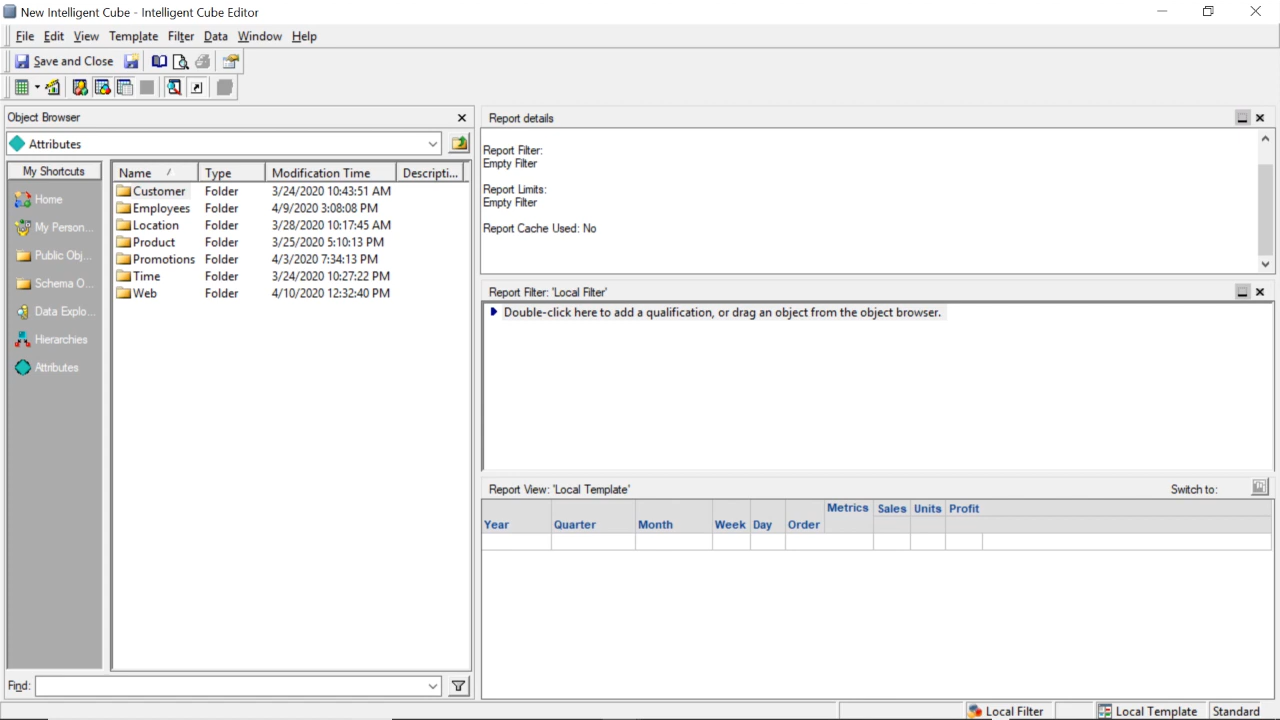 New Intelligent Cube - Intelligent Cube Editor
File Edit View Template Filter Data Window Help
Save and Close
Object Browser
Attributes
My Shortcuts
Home
My Person...
Public Obj...
Schema O...
Data Explo...
Hierarchies
Attributes
Name Type Modification Time Descripti...
Customer Folder 3/24/2020 10:43:51 AM
Employees Folder 4/9/2020 3:08:08 PM
Location Folder 3/28/2020 10:17:45 AM
Product Folder 3/25/2020 5:10:13 PM
Promotions Folder 4/3/2020 7:34:13 PM
Time Folder 3/24/2020 10:27:22 PM
Web Folder 4/10/2020 12:32:40 PM
Find:
Report details
Report Filter:
Empty Filter
Report Limits:
Empty Filter
Report Cache Used: No
Report Filter: 'Local Filter'
Double-click here to add a qualification, or drag an object from the object browser.
Report View: 'Local Template' Switch to:
Metrics Sales Units Profit
Year Quarter Month Week Day Order
Local Filter Local Template Standard